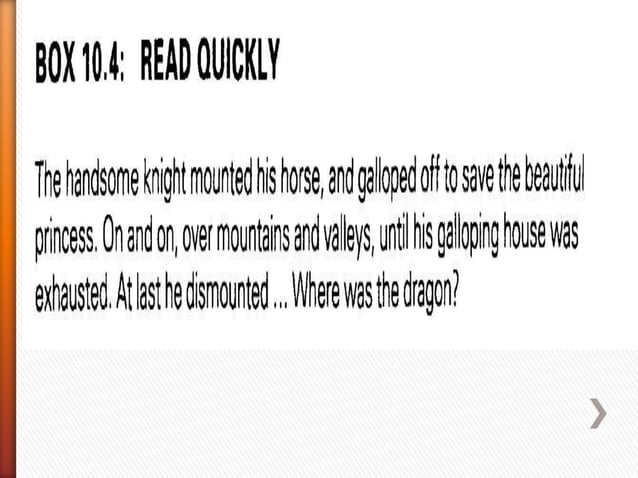 BOX 10.4: READ QUICKLY
The handsome knight mounted his horse, and galloped off to save the beautiful
princess. On and on, over mountains and valleys, until his galloping house was
exhausted. At last he dismounted ... Where was the dragon?